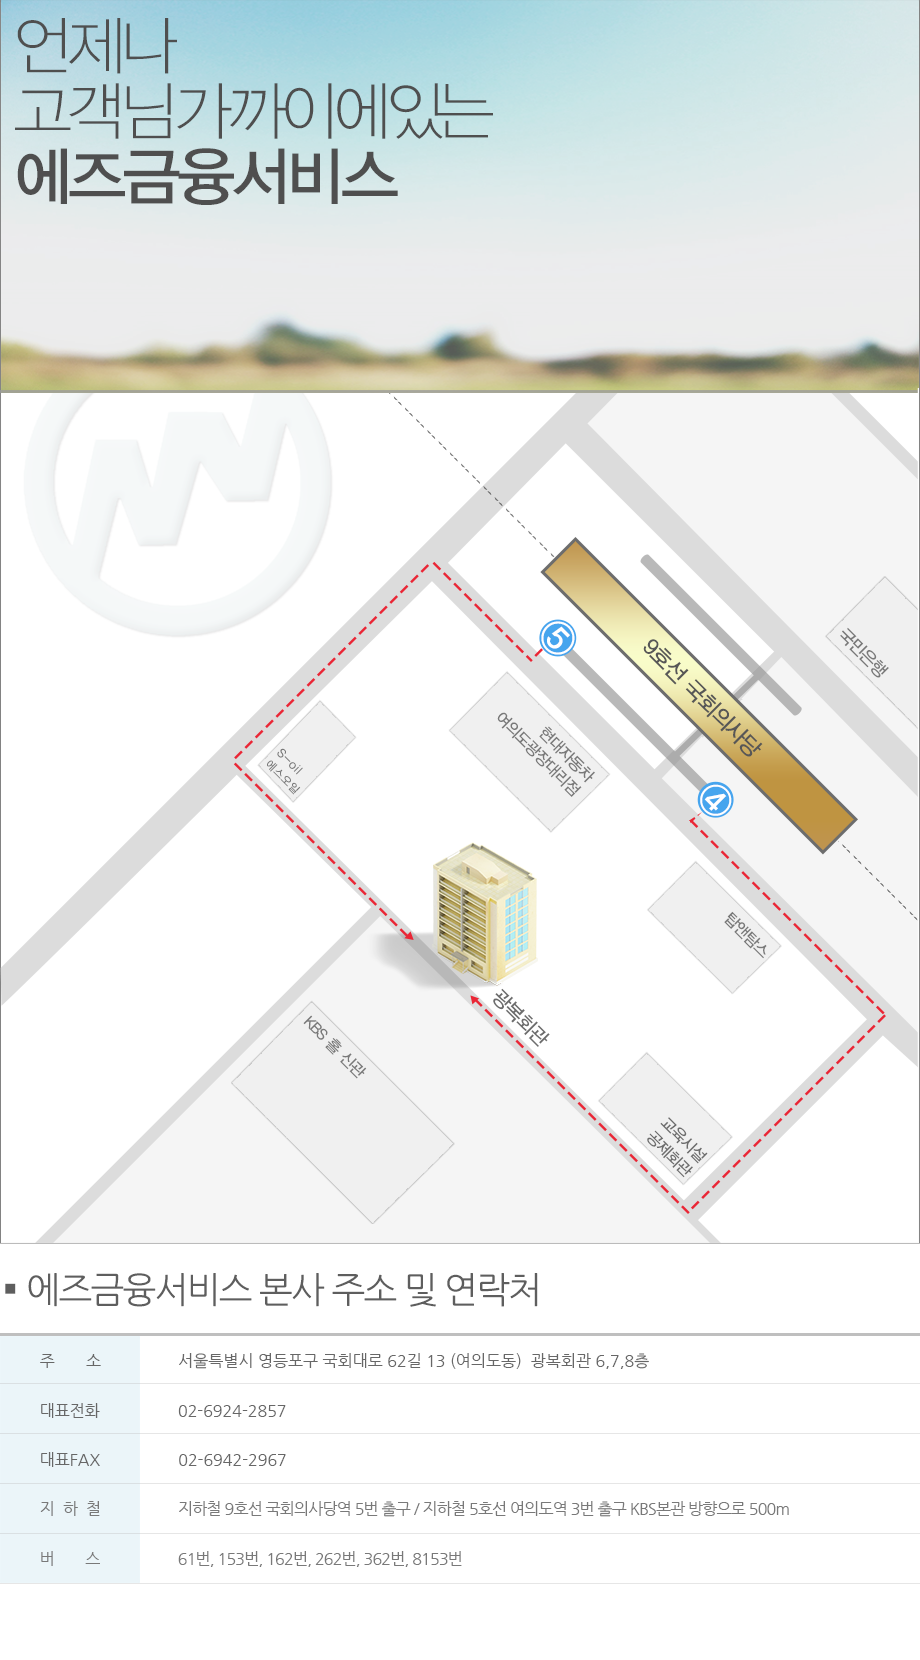 언제나
고객님가까이에있는
에즈금융서비스
5
9호선 국회의사당
국민은행
현대자동차
여의도광장대리점
S-oil
에스오일
4
탑앤탐스
광복회관
KBS 홀 신관
교육시설
공제회관
▪ 에즈금융서비스 본사 주소 및 연락처
주 소 서울특별시 영등포구 국회대로 62길 13 (여의도동) 광복회관 6,7,8층
대표전화 02-6924-2857
대표FAX 02-6942-2967
지 하 철 지하철 9호선 국회의사당역 5번 출구 / 지하철 5호선 여의도역 3번 출구 KBS본관 방향으로 500m
버 스 61번, 153번, 162번, 262번, 362번, 8153번